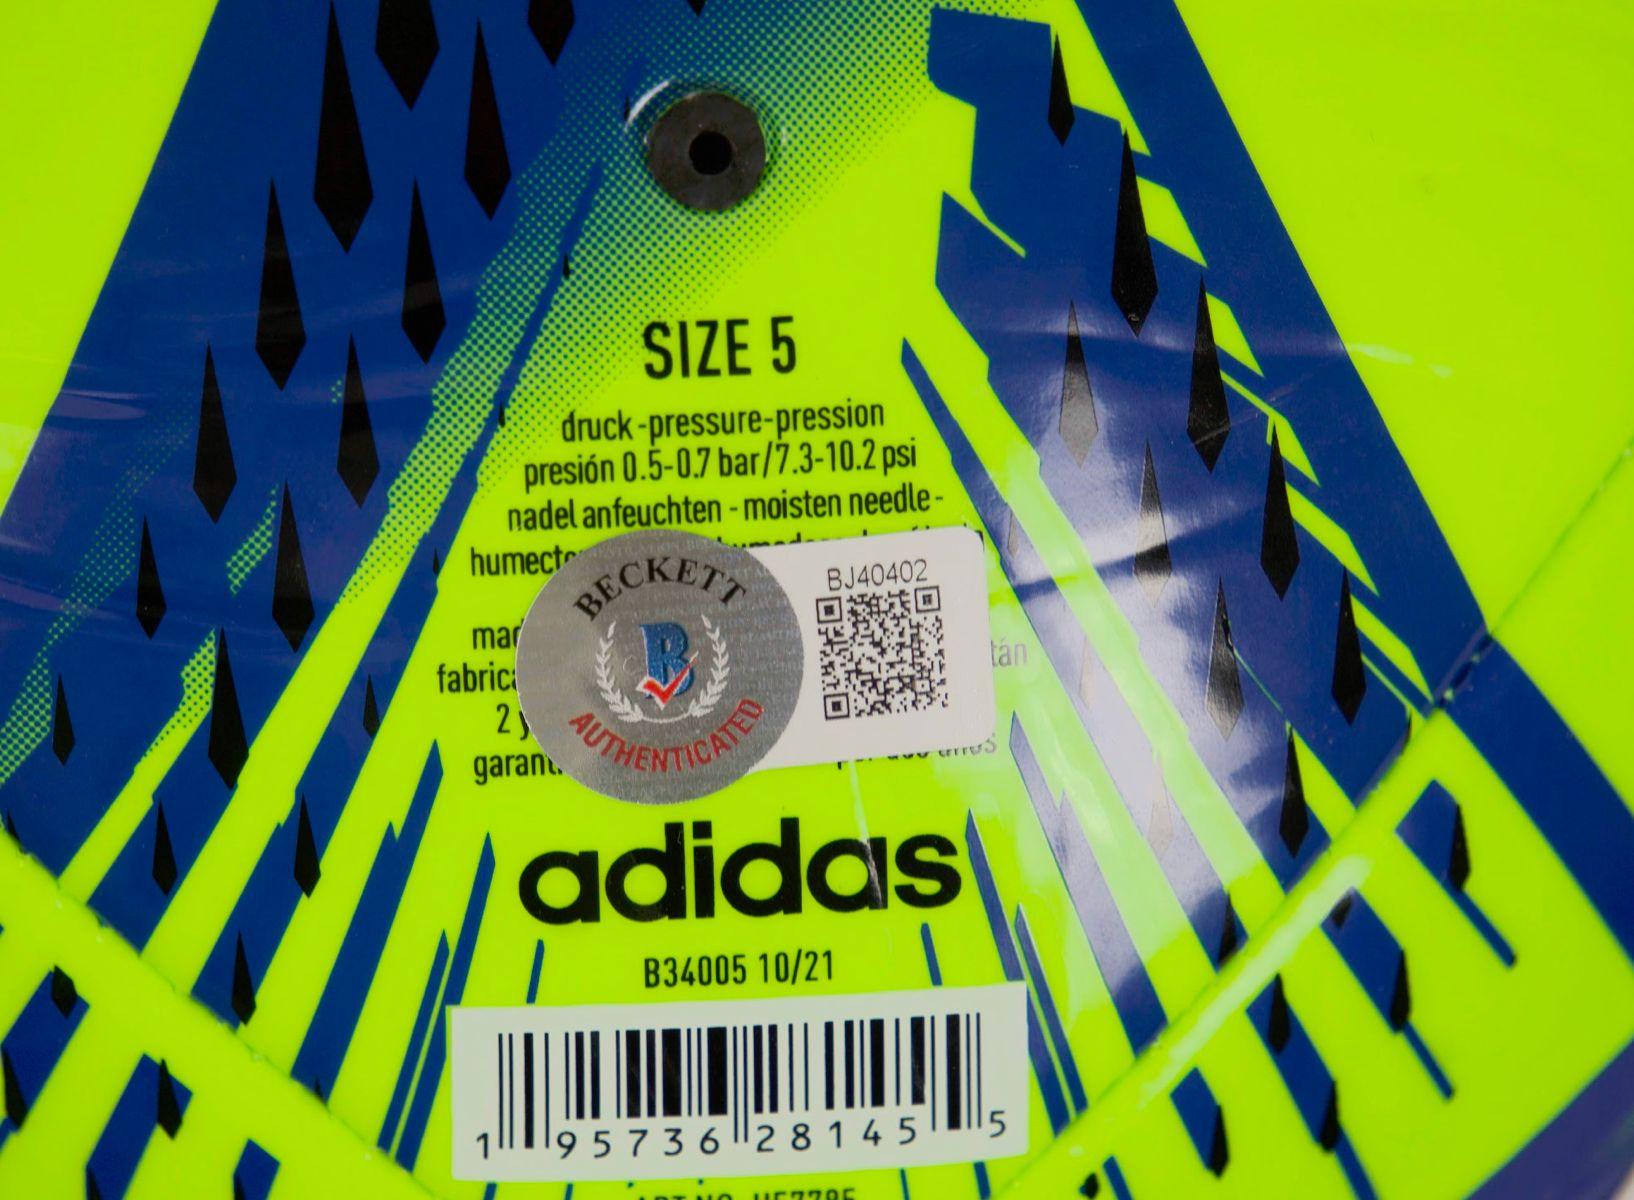 SIZE 5
druck - pressure - pression
presión 0.5-0.7 bar/7.3-10.2 psi
nadel anfeuchten - moisten needle -
BECKETT
AUTHENTICATED
BJ40402
2
adidas
B34005 10/21
1 95736 28145 5